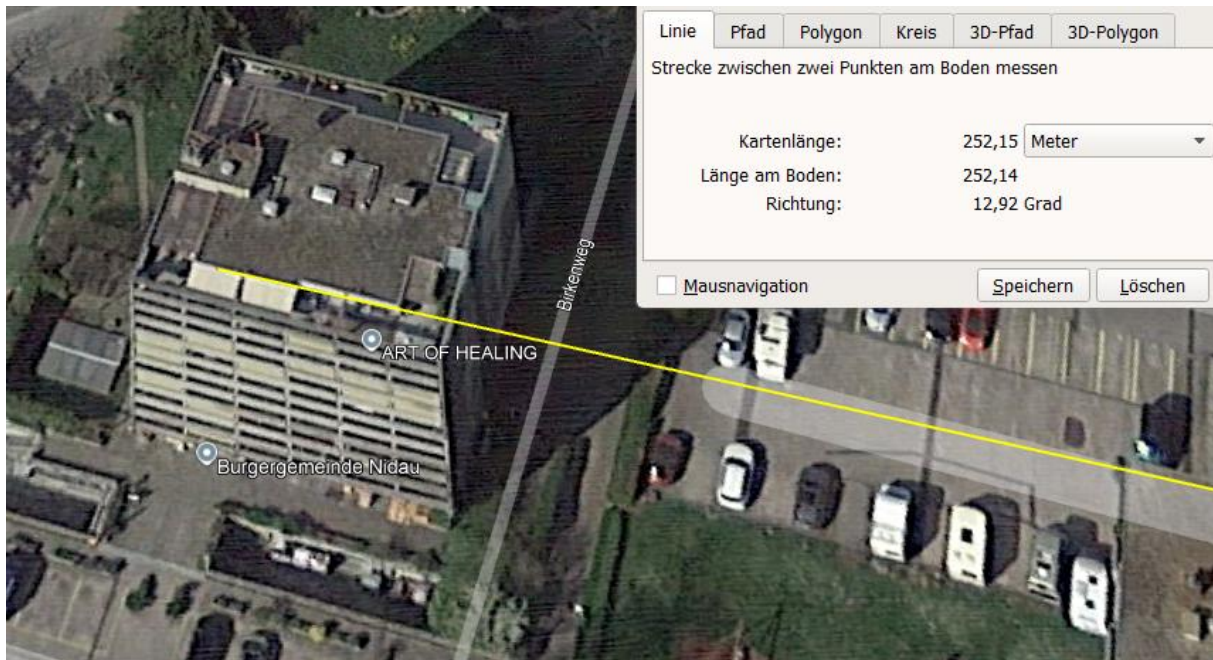 Linie Pfad Polygon Kreis 3D-Pfad 3D-Polygon
Strecke zwischen zwei Punkten am Boden messen
Kartenlänge: 252,15 Meter
Länge am Boden: 252,14
Richtung: 12,92 Grad
Mausnavigation Speichern Löschen
Birkenweg
ART OF HEALING
Burgergemeinde Nidau